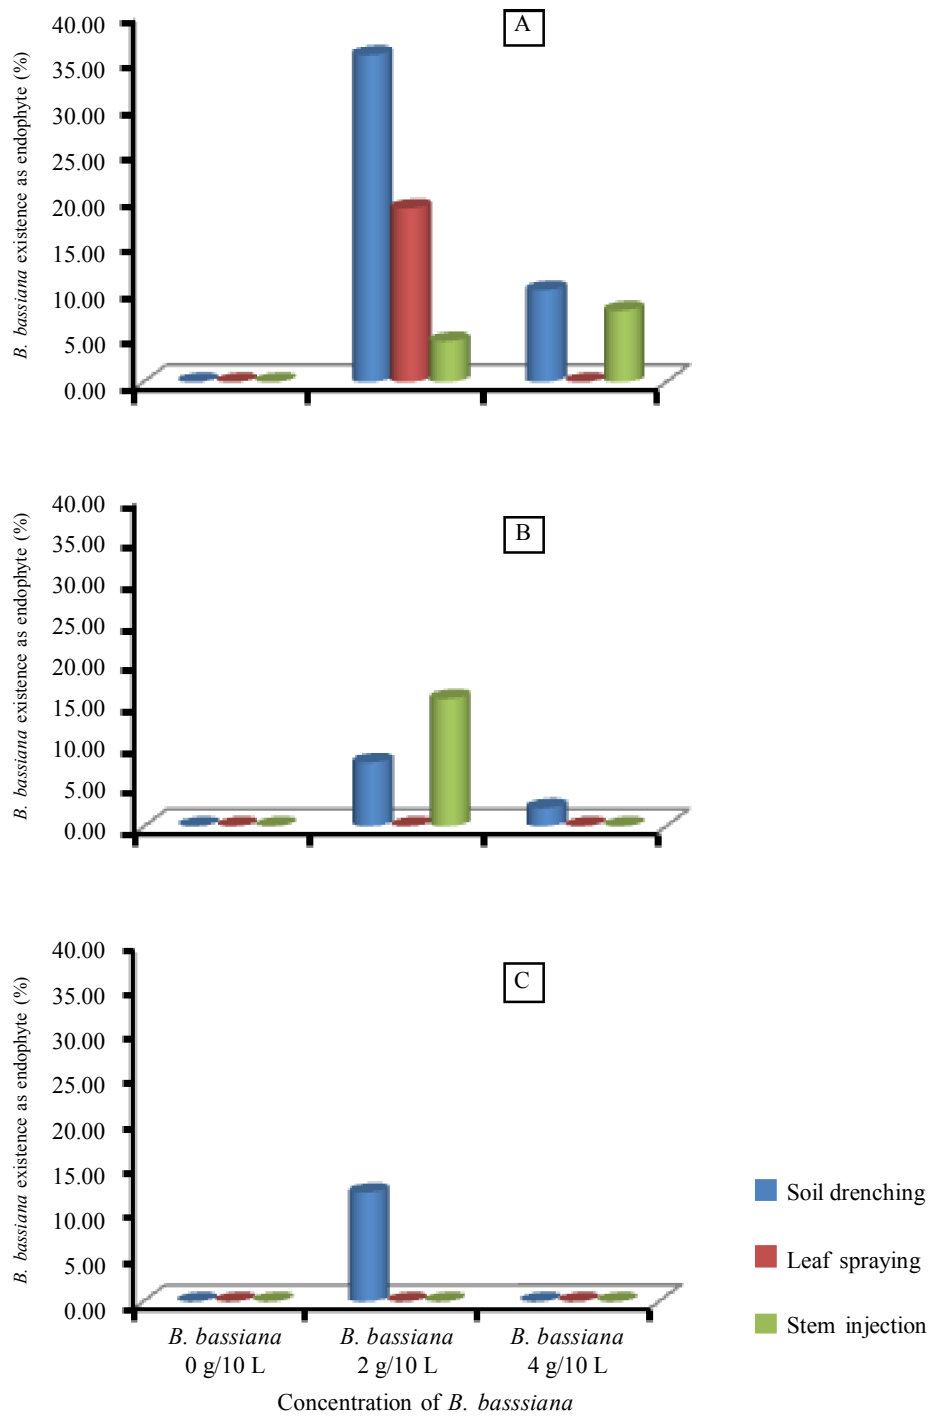 A
B. bassiana existence as endophyte (%)
40.00
35.00
30.00
25.00
20.00
15.00
10.00
5.00
0.00
B
B. bassiana existence as endophyte (%)
40.00
35.00
30.00
25.00
20.00
15.00
10.00
5.00
0.00
C
B. bassiana existence as endophyte (%)
40.00
35.00
30.00
25.00
20.00
15.00
10.00
5.00
0.00
Soil drenching
Leaf spraying
Stem injection
B. bassiana
0 g/10 L
B. bassiana
2 g/10 L
B. bassiana
4 g/10 L
Concentration of B. basssiana